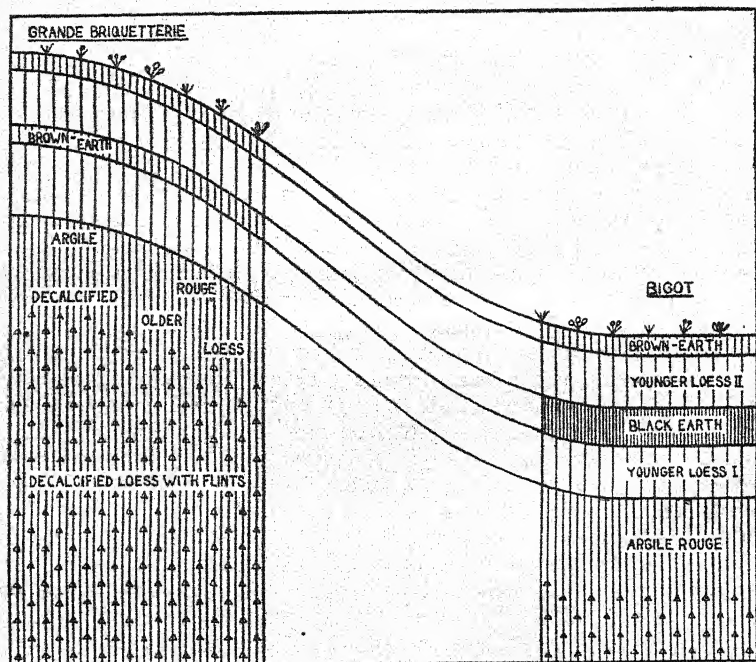 GRANDE BRIQUETTERIE
BROWN-EARTH
ARGILE
ROUGE
DECALCIFIED
OLDER
LOESS
DECALCIFIED LOESS WITH FLINTS
BIGOT
BROWN-EARTH
YOUNGER LOESS II
BLACK EARTH
YOUNGER LOESS I
ARGILE ROUGE